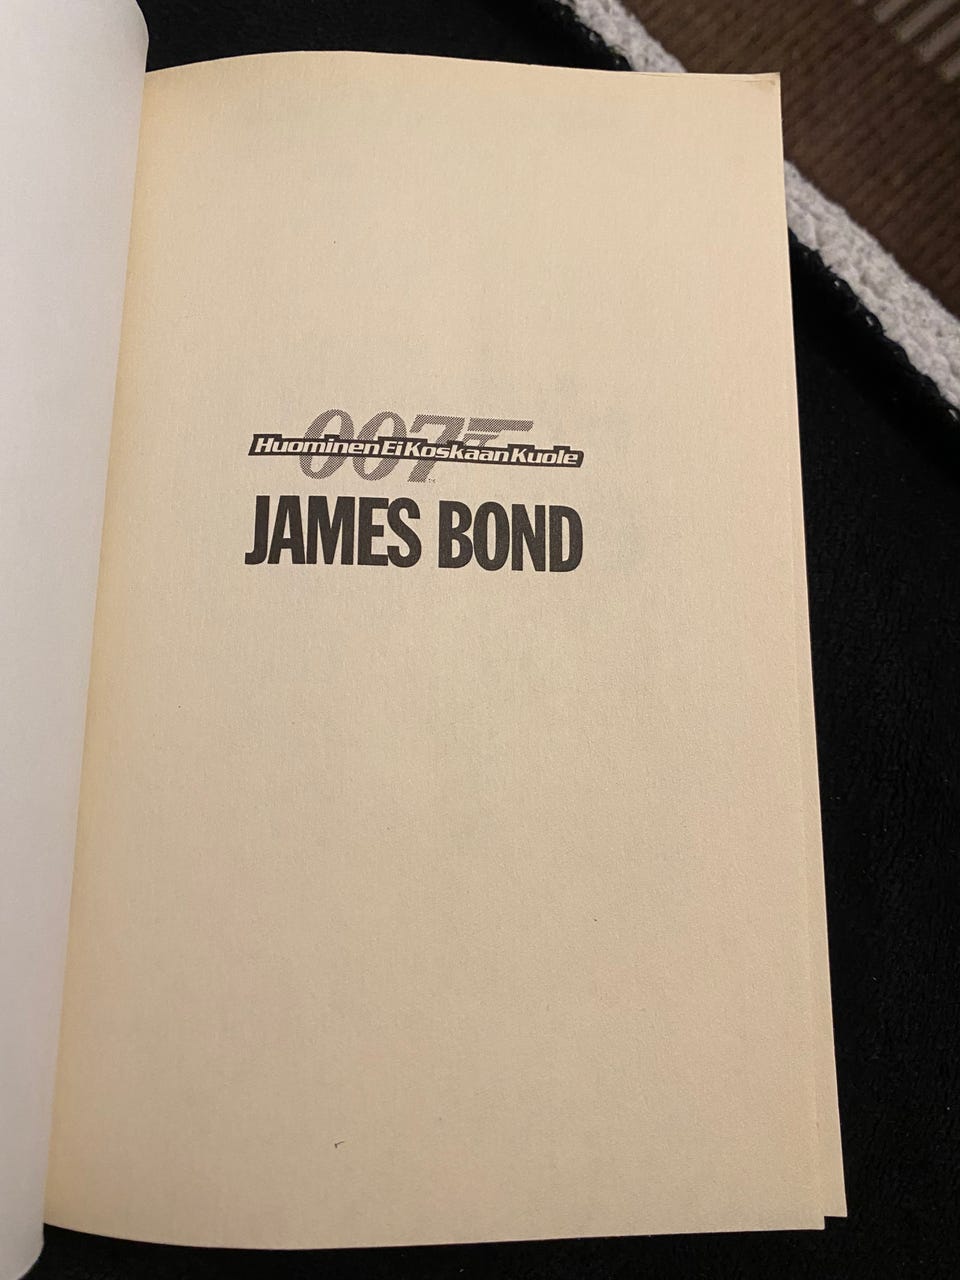 007
Huominen Ei Koskaan Kuole
JAMES BOND